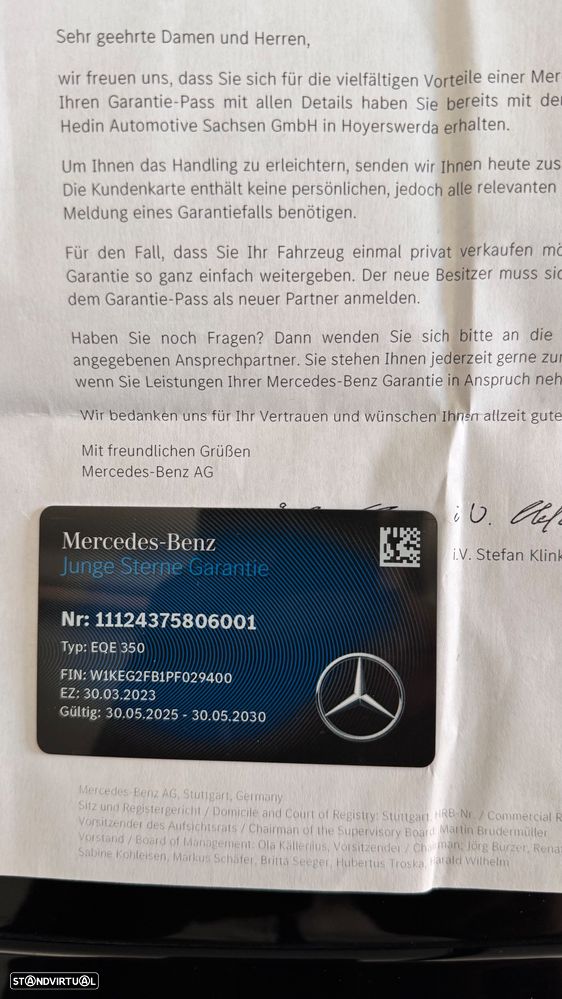 Sehr geehrte Damen und Herren,
wir freuen uns, dass Sie sich für die vielfältigen Vorteile einer Mer
Ihren Garantie-Pass mit allen Details haben Sie bereits mit de
Hedin Automotive Sachsen GmbH in Hoyerswerda erhalten.
Um Ihnen das Handling zu erleichtern, senden wir Ihnen heute zus
Die Kundenkarte enthält keine persönlichen, jedoch alle relevanten
Meldung eines Garantiefalls benötigen.
Für den Fall, dass Sie Ihr Fahrzeug einmal privat verkaufen mö
Garantie so ganz einfach weitergeben. Der neue Besitzer muss sic
dem Garantie-Pass als neuer Partner anmelden.
Haben Sie noch Fragen? Dann wenden Sie sich bitte an die
angegebenen Ansprechpartner. Sie stehen Ihnen jederzeit gerne zur
wenn Sie Leistungen Ihrer Mercedes-Benz Garantie in Anspruch neh
Wir bedanken uns für Ihr Vertrauen und wünschen Ihnen allzeit gute
Mit freundlichen Grüßen
Mercedes-Benz AG
i.V.
i.V. Stefan Klink
Mercedes-Benz
Junge Sterne Garantie
Nr: 11124375806001
Typ: EQE 350
FIN: W1KEG2FB1PF029400
EZ: 30.03.2023
Gültig: 30.05.2025 - 30.05.2030
Mercedes-Benz AG, Stuttgart, Germany
Sitz und Registergericht / Domicile and Court of Registry: Stuttgart, HRB-Nr. / Commercial R
Vorsitzender des Aufsichtsrats / Chairman of the Supervisory Board: Martin Brudermüller
Vorstand / Board of Management: Ola Källenius, Vorsitzender / Chairman; Jörg Burzer, Rena
Sabine Kohleisen, Markus Schäfer, Britta Seeger, Hubertus Troska, Harald Wilhelm
STANDVIRTUAL